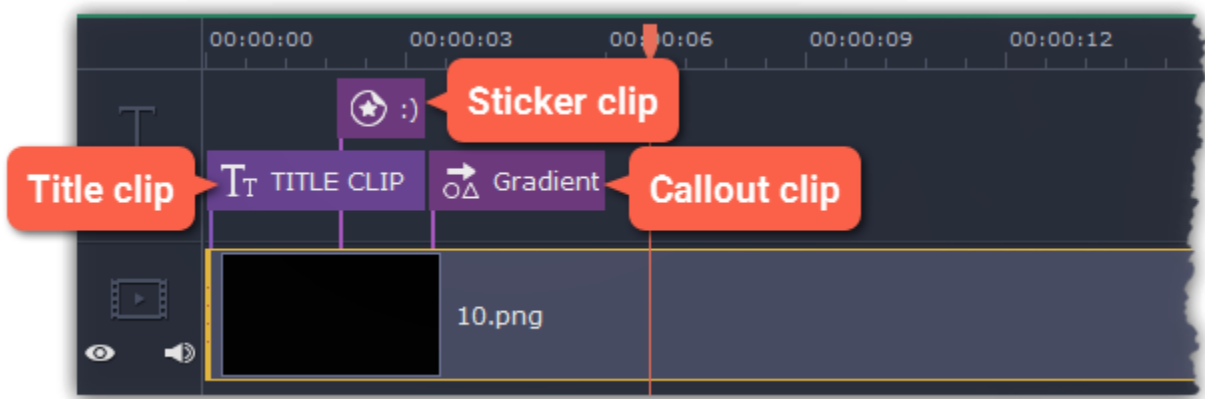 00:00:00 00:00:03 00:00:06 00:00:09 00:00:12
:) Sticker clip
Title clip TT TITLE CLIP Gradient Callout clip
10.png